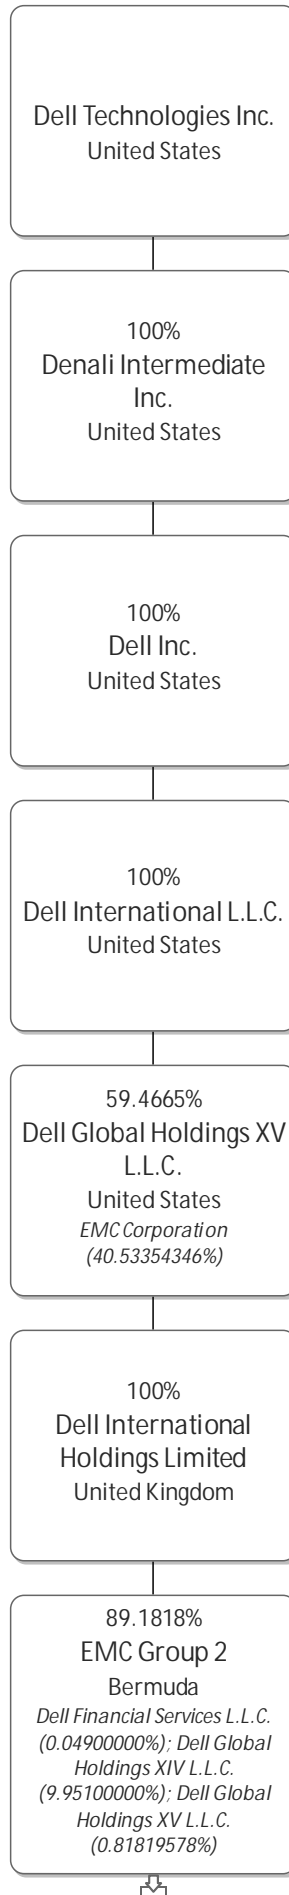 Dell Technologies Inc.
United States
100%
Denali Intermediate
Inc.
United States
100%
Dell Inc.
United States
100%
Dell International L.L.C.
United States
59.4665%
Dell Global Holdings XV
L.L.C.
United States
EMC Corporation
(40.53354346%)
100%
Dell International
Holdings Limited
United Kingdom
89.1818%
EMC Group 2
Bermuda
Dell Financial Services L.L.C.
(0.04900000%); Dell Global
Holdings XIV L.L.C.
(9.95100000%); Dell Global
Holdings XV L.L.C.
(0.81819578%)